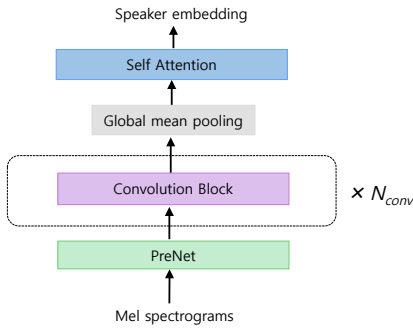 Speaker embedding
Self Attention
Global mean pooling
Convolution Block
× N_conv
PreNet
Mel spectrograms